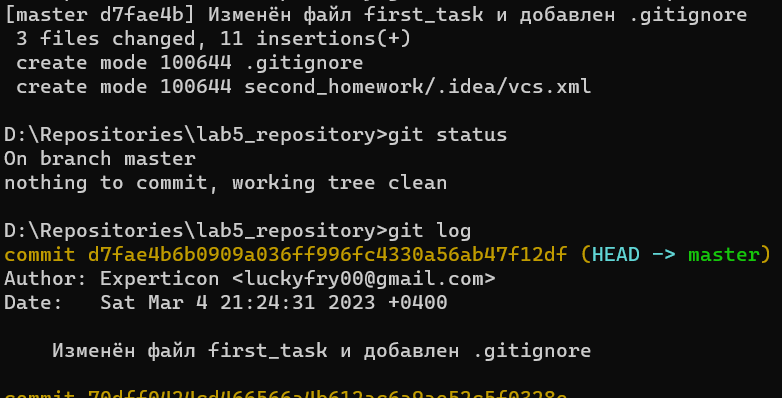 [master d7fae4b] Изменён файл first_task и добавлен .gitignore
3 files changed, 11 insertions(+)
create mode 100644 .gitignore
create mode 100644 second_homework/.idea/vcs.xml
D:\Repositories\lab5_repository>git status
On branch master
nothing to commit, working tree clean
D:\Repositories\lab5_repository>git log
commit d7fae4b6b0909a036ff996fc4330a56ab47f12df (HEAD -> master)
Author: Experticon <luckyfry00@gmail.com>
Date:   Sat Mar 4 21:24:31 2023 +0400
Изменён файл first_task и добавлен .gitignore
commit